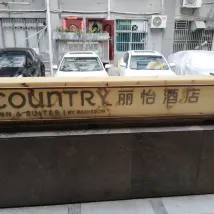 COUNTRY 丽怡酒店
INN & SUITES | BY RADISSON